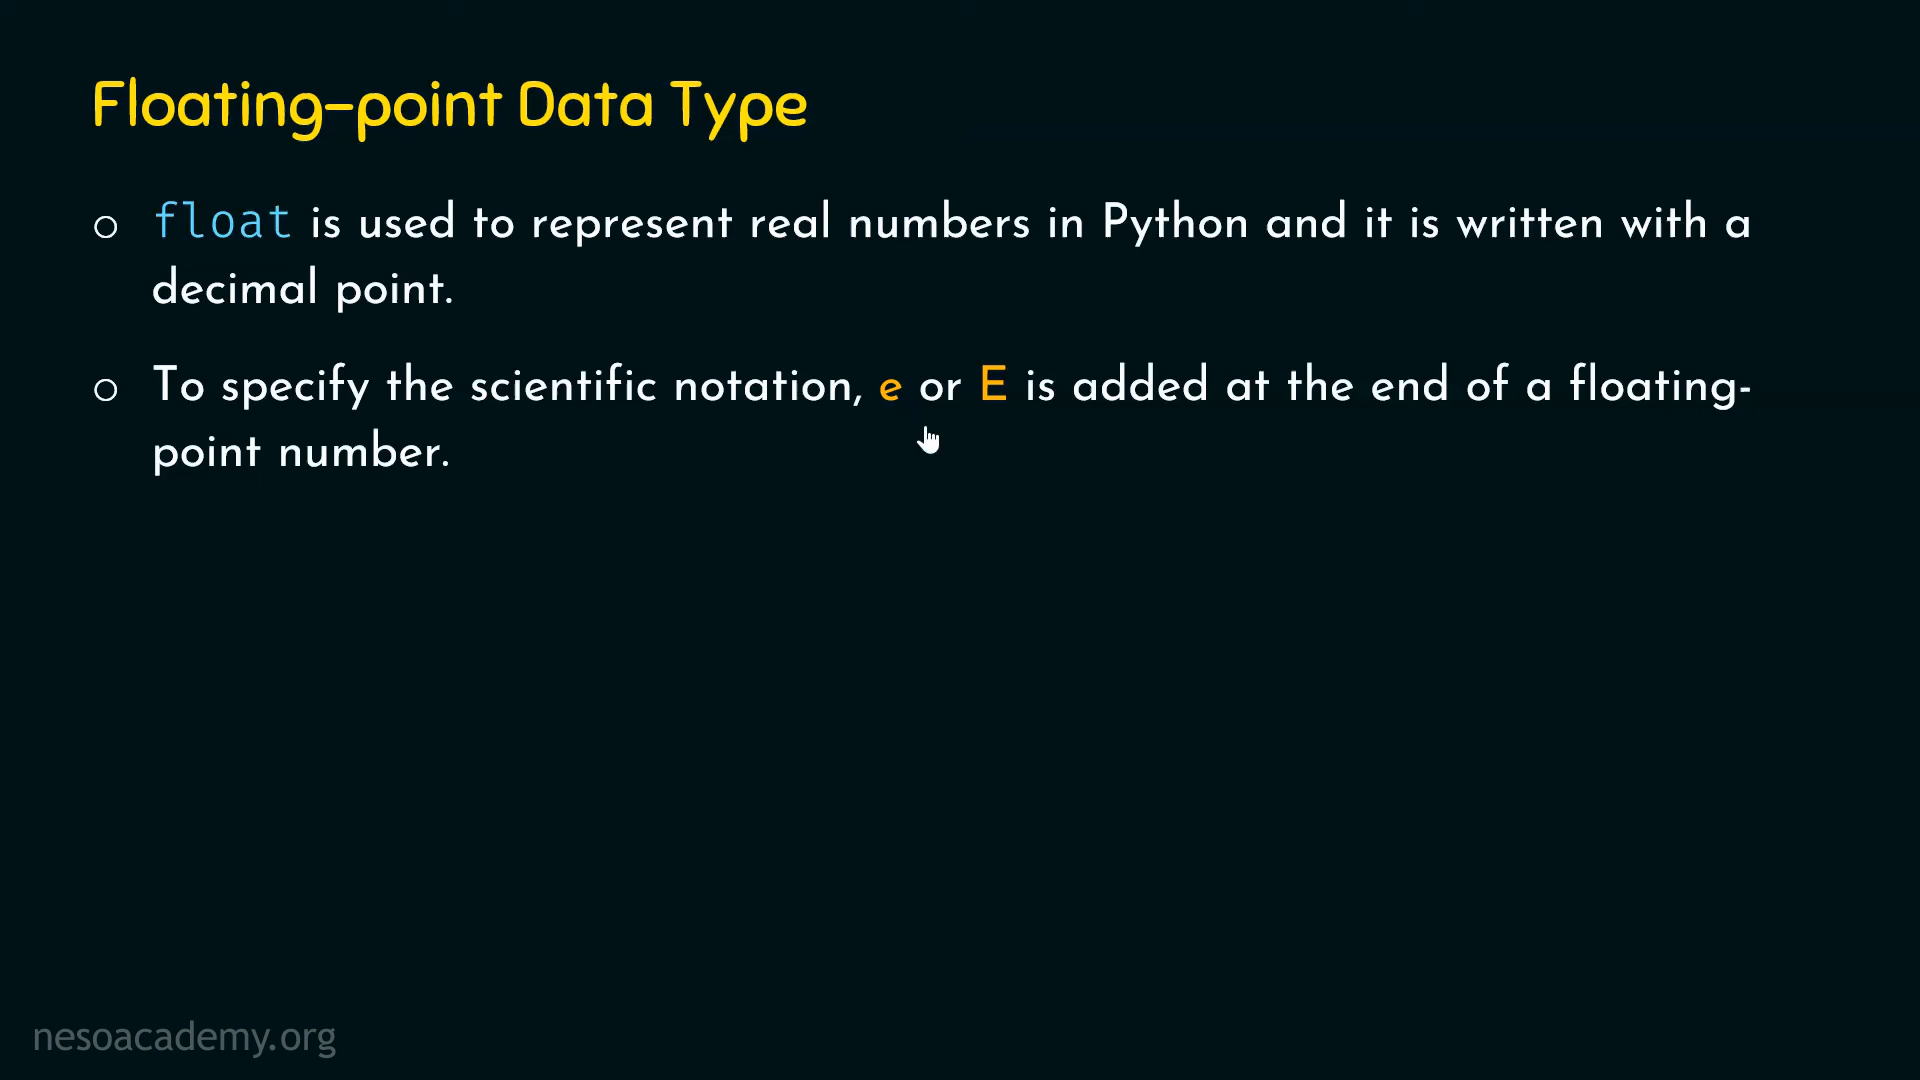 Floating-point Data Type
○ float is used to represent real numbers in Python and it is written with a
decimal point.
○ To specify the scientific notation, e or E is added at the end of a floating-
point number.
nesoacademy.org